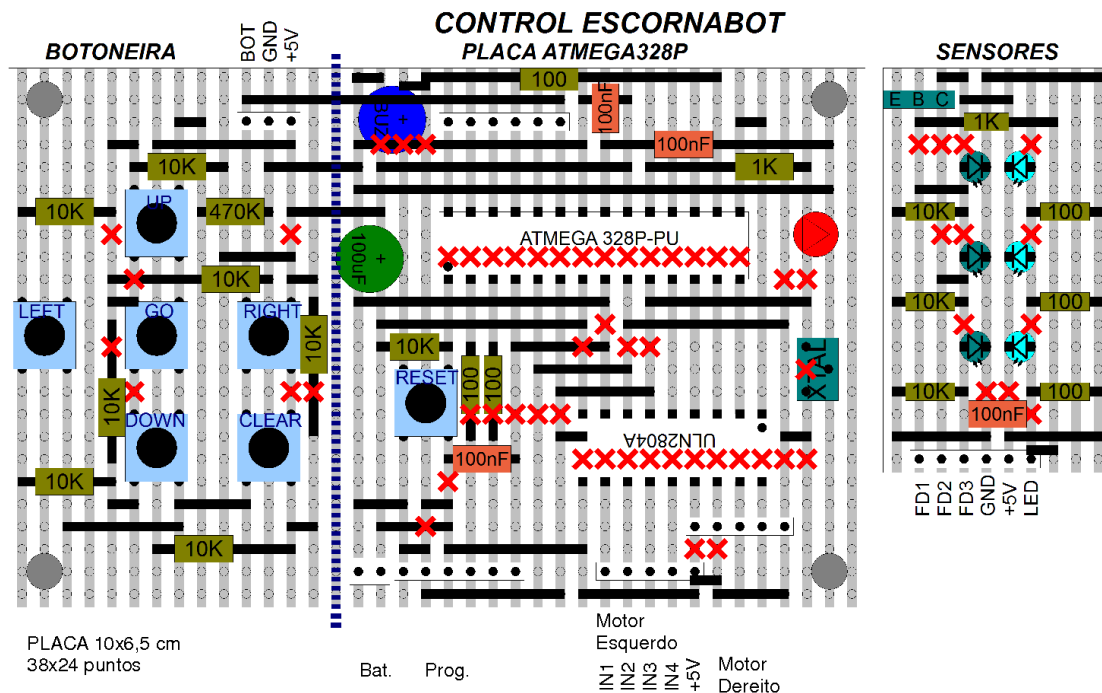 CONTROL ESCORNABOT
BOTONEIRA
BOT
GND
+5V
PLACA ATMEGA328P
SENSORES
100
BUZ
+
100nF
100nF
1K
E B C
1K
10K
10K
UP
470K
10K
LEFT
GO
RIGHT
10K
10K
DOWN
CLEAR
10K
10K
100uF
+
ATMEGA 328P-PU
10K
RESET
100
100
100nF
XTAL
ULN2804A
10K
100
10K
100
10K
100
100nF
FD1
FD2
FD3
GND
+5V
LED
PLACA 10x6,5 cm
38x24 puntos
Bat.
Prog.
Motor
Esquerdo
IN1
IN2
IN3
IN4
+5V
Motor
Dereito